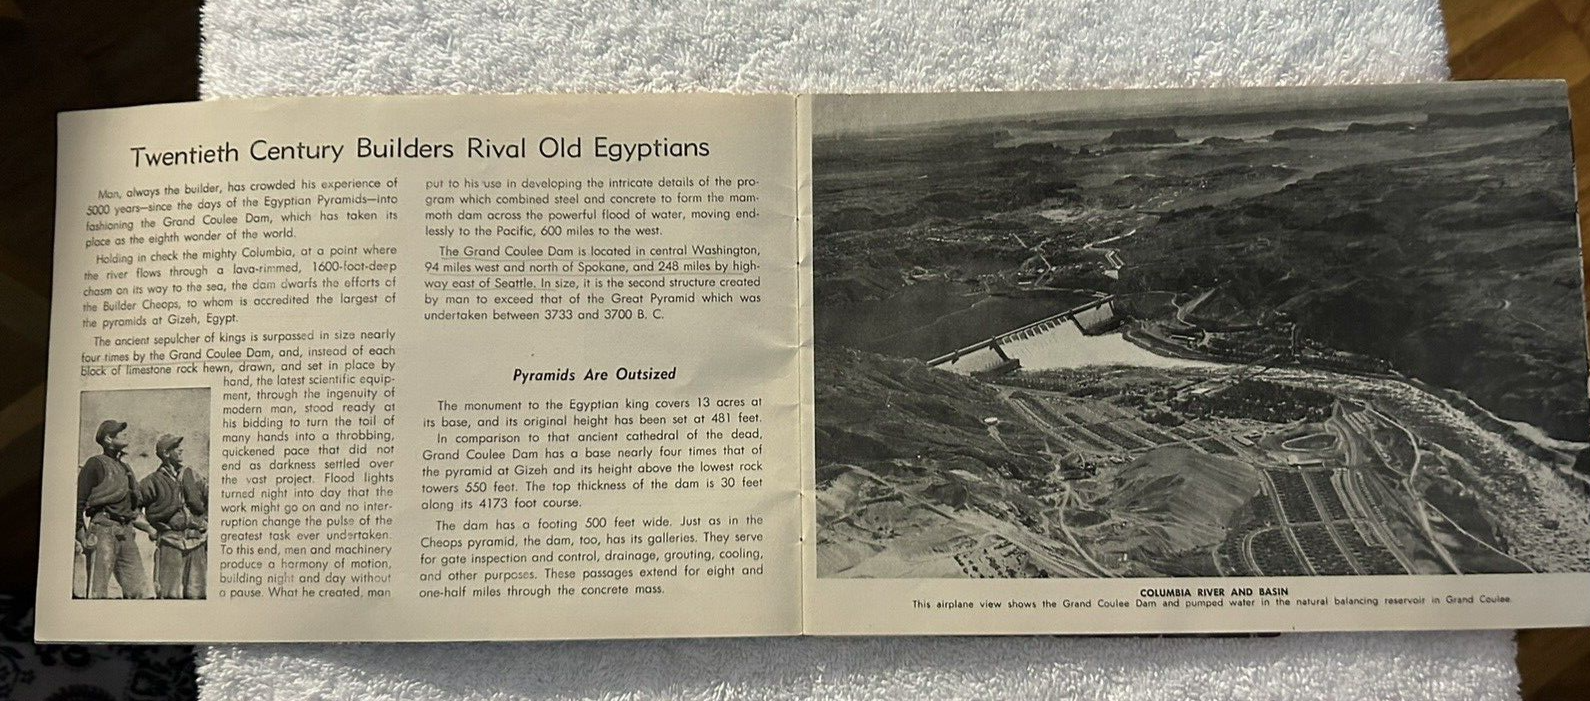 Twentieth Century Builders Rival Old Egyptians
Man, always the builder, has crowded his experience of
5000 years—since the days of the Egyptian Pyramids—into
fashioning the Grand Coulee Dam, which has taken its
place as the eighth wonder of the world.
Holding in check the mighty Columbia, at a point where
the river flows through a lava-rimmed, 1600-foot-deep
chasm on its way to the sea, the dam dwarfs the efforts of
the Builder Cheops, to whom is accredited the largest of
the pyramids at Gizeh, Egypt.
The ancient sepulcher of kings is surpassed in size nearly
four times by the Grand Coulee Dam, and, instead of each
block of limestone rock hewn, drawn, and set in place by
hand, the latest scientific equip-
ment, through the ingenuity of
modern man, stood ready at
his bidding to turn the toil of
many hands into a throbbing,
quickened pace that did not
end as darkness settled over
the vast project. Flood lights
turned night into day that the
work might go on and no inter-
ruption change the pulse of the
greatest task ever undertaken.
To this end, men and machinery
produce a harmony of motion,
building night and day without
a pause. What he created, man
put to his use in developing the intricate details of the pro-
gram which combined steel and concrete to form the mam-
moth dam across the powerful flood of water, moving end-
lessly to the Pacific, 600 miles to the west.
The Grand Coulee Dam is located in central Washington,
94 miles west and north of Spokane, and 248 miles by high-
way east of Seattle. In size, it is the second structure created
by man to exceed that of the Great Pyramid which was
undertaken between 3733 and 3700 B. C.
Pyramids Are Outsized
The monument to the Egyptian king covers 13 acres at
its base, and its original height has been set at 481 feet.
In comparison to that ancient cathedral of the dead,
Grand Coulee Dam has a base nearly four times that of
the pyramid at Gizeh and its height above the lowest rock
towers 550 feet. The top thickness of the dam is 30 feet
along its 4173 foot course.
The dam has a footing 500 feet wide. Just as in the
Cheops pyramid, the dam, too, has its galleries. They serve
for gate inspection and control, drainage, grouting, cooling,
and other purposes. These passages extend for eight and
one-half miles through the concrete mass.
COLUMBIA RIVER AND BASIN
This airplane view shows the Grand Coulee Dam and pumped water in the natural balancing reservoir in Grand Coulee.